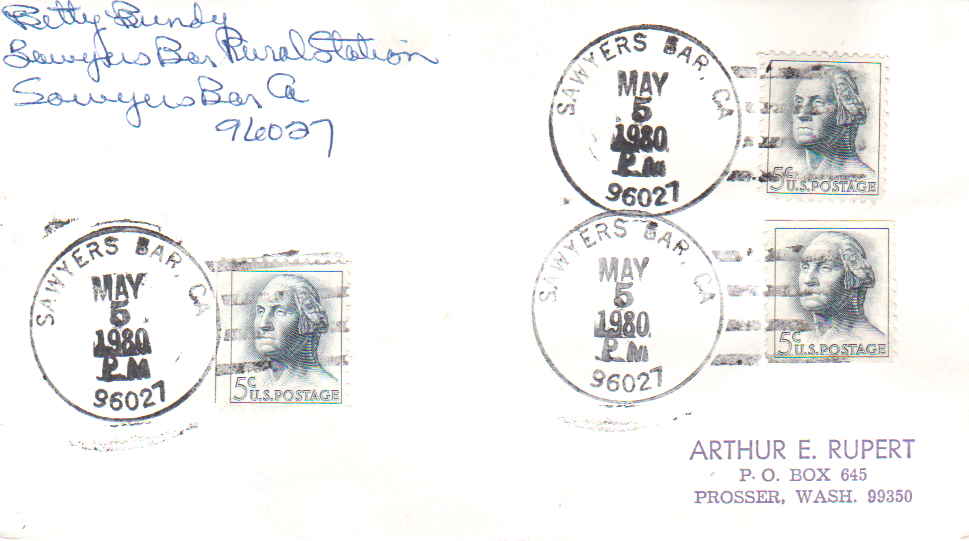 Betty Bundy
Sawyers Bar Rural Station
Sawyers Bar Ca
96027
SAWYERS BAR, CA
MAY
5
1980
P.M
96027
5c
U.S. POSTAGE
SAWYERS BAR, CA
MAY
5
1980
P.M
96027
5c
U.S. POSTAGE
SAWYERS BAR, CA
MAY
5
1980
P.M
96027
5c
U.S. POSTAGE
ARTHUR E. RUPERT
P. O. BOX 645
PROSSER, WASH. 99350